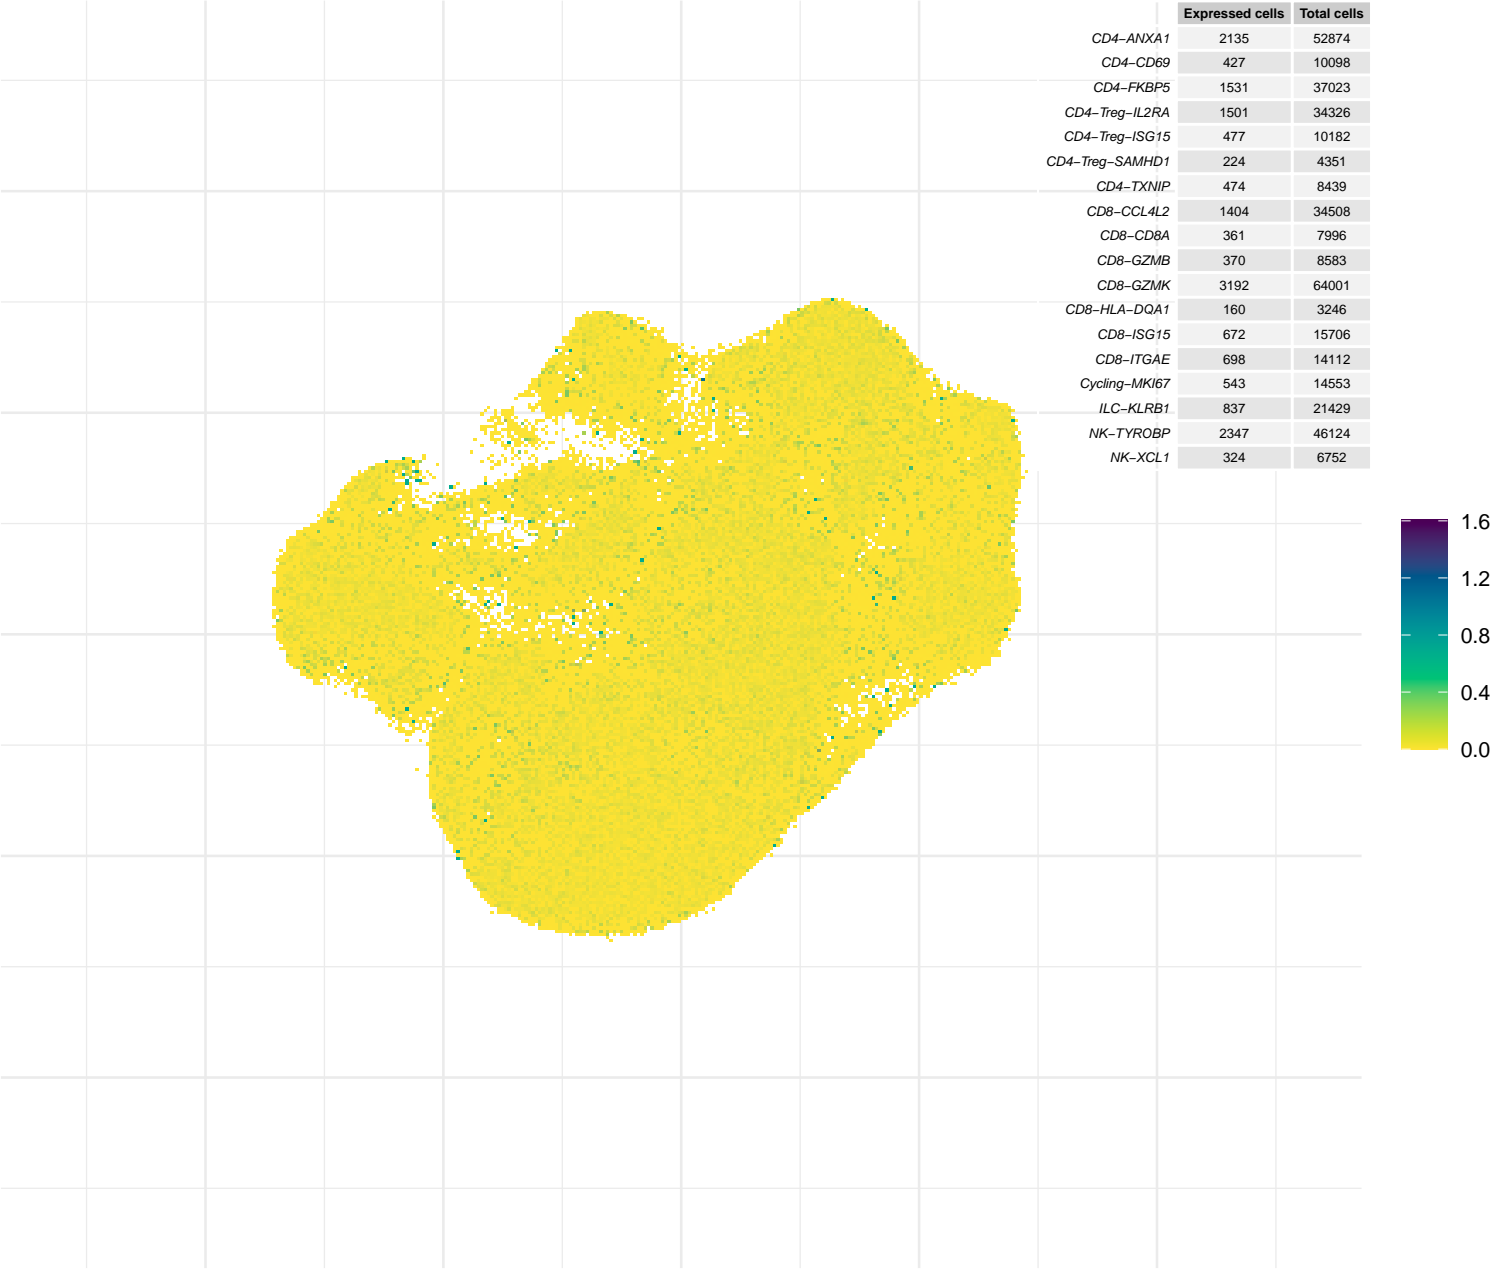 Expressed cells Total cells
CD4−ANXA1 2135 52874
CD4−CD69 427 10098
CD4−FKBP5 1531 37023
CD4−Treg−IL2RA 1501 34326
CD4−Treg−ISG15 477 10182
CD4−Treg−SAMHD1 224 4351
CD4−TXNIP 474 8439
CD8−CCL4L2 1404 34508
CD8−CD8A 361 7996
CD8−GZMB 370 8583
CD8−GZMK 3192 64001
CD8−HLA−DQA1 160 3246
CD8−ISG15 672 15706
CD8−ITGAE 698 14112
Cycling−MKI67 543 14553
ILC−KLRB1 837 21429
NK−TYROBP 2347 46124
NK−XCL1 324 6752
1.6
1.2
0.8
0.4
0.0